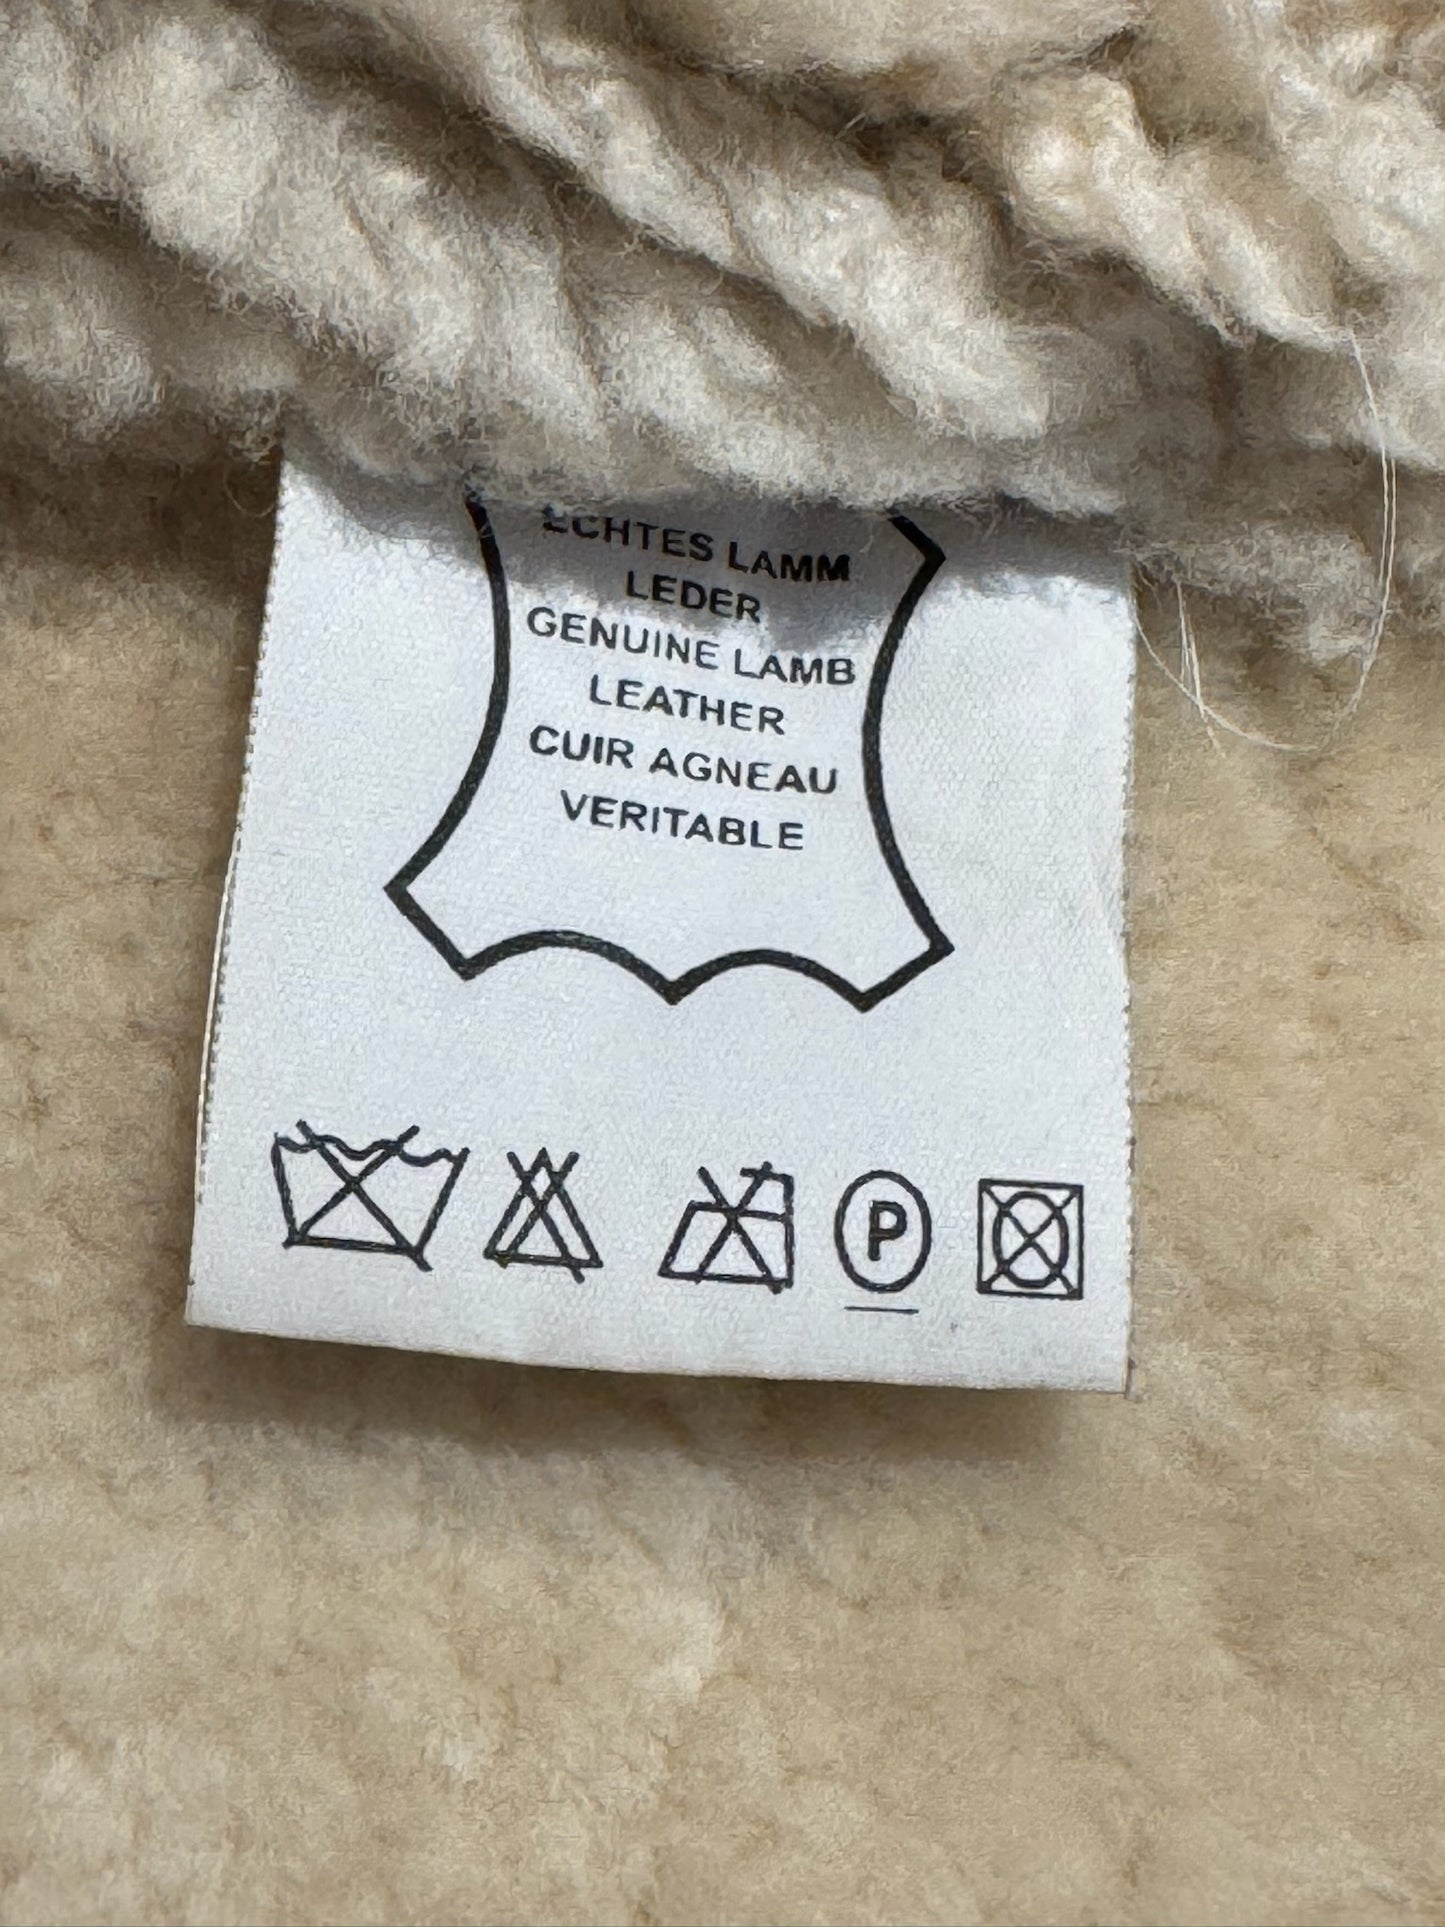 ECHTES LAMM
LEDER
GENUINE LAMB
LEATHER
CUIR AGNEAU
VERITABLE
P